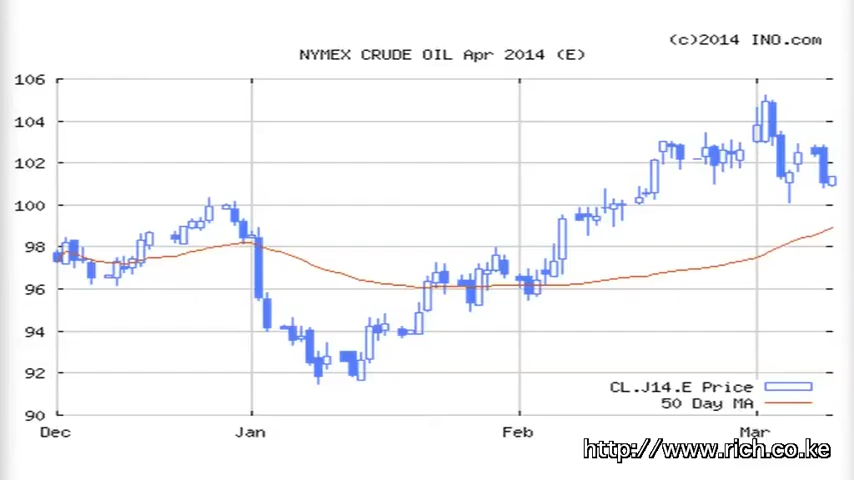 (c)2014 INO.com
NYMEX CRUDE OIL Apr 2014 (E)
106
104
102
100
98
96
94
92
90
CL.J14.E Price
50 Day MA
Dec Jan Feb Mar
http://www.rich.co.ke